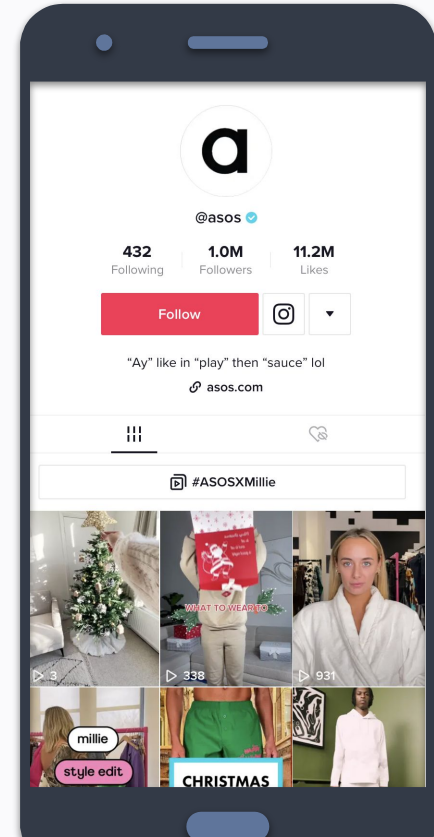 a
@asos
432 1.0M 11.2M
Following Followers Likes
Follow
“Ay” like in “play” then “sauce” lol
asos.com
#ASOSXMillie
WHAT TO WEAR TO
3 338 931
millie
style edit
CHRISTMAS